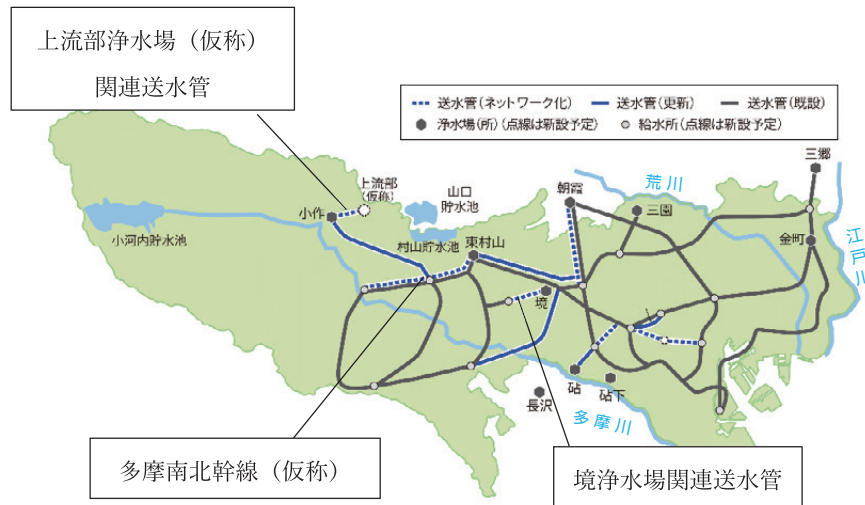 上流部浄水場（仮称）
関連送水管
送水管(ネットワーク化)
送水管(更新)
送水管(既設)
浄水場(所)(点線は新設予定)
給水所(点線は新設予定)
三郷
荒川
朝霞
三園
上流部
(仮称)
山口
貯水池
小作
小河内貯水池
村山貯水池
東村山
金町
江戸川
境
砧
砧下
長沢
多摩川
多摩南北幹線（仮称）
境浄水場関連送水管